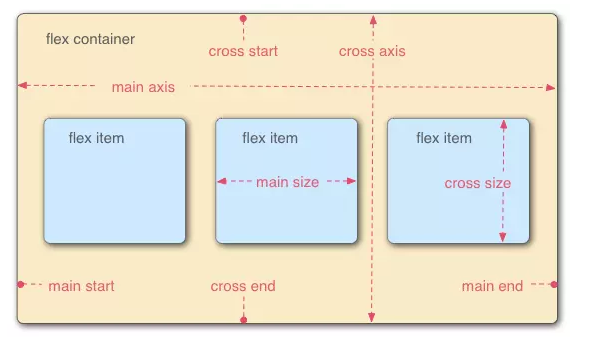 flex container
cross start
cross axis
main axis
flex item
flex item
flex item
main size
cross size
main start
cross end
main end